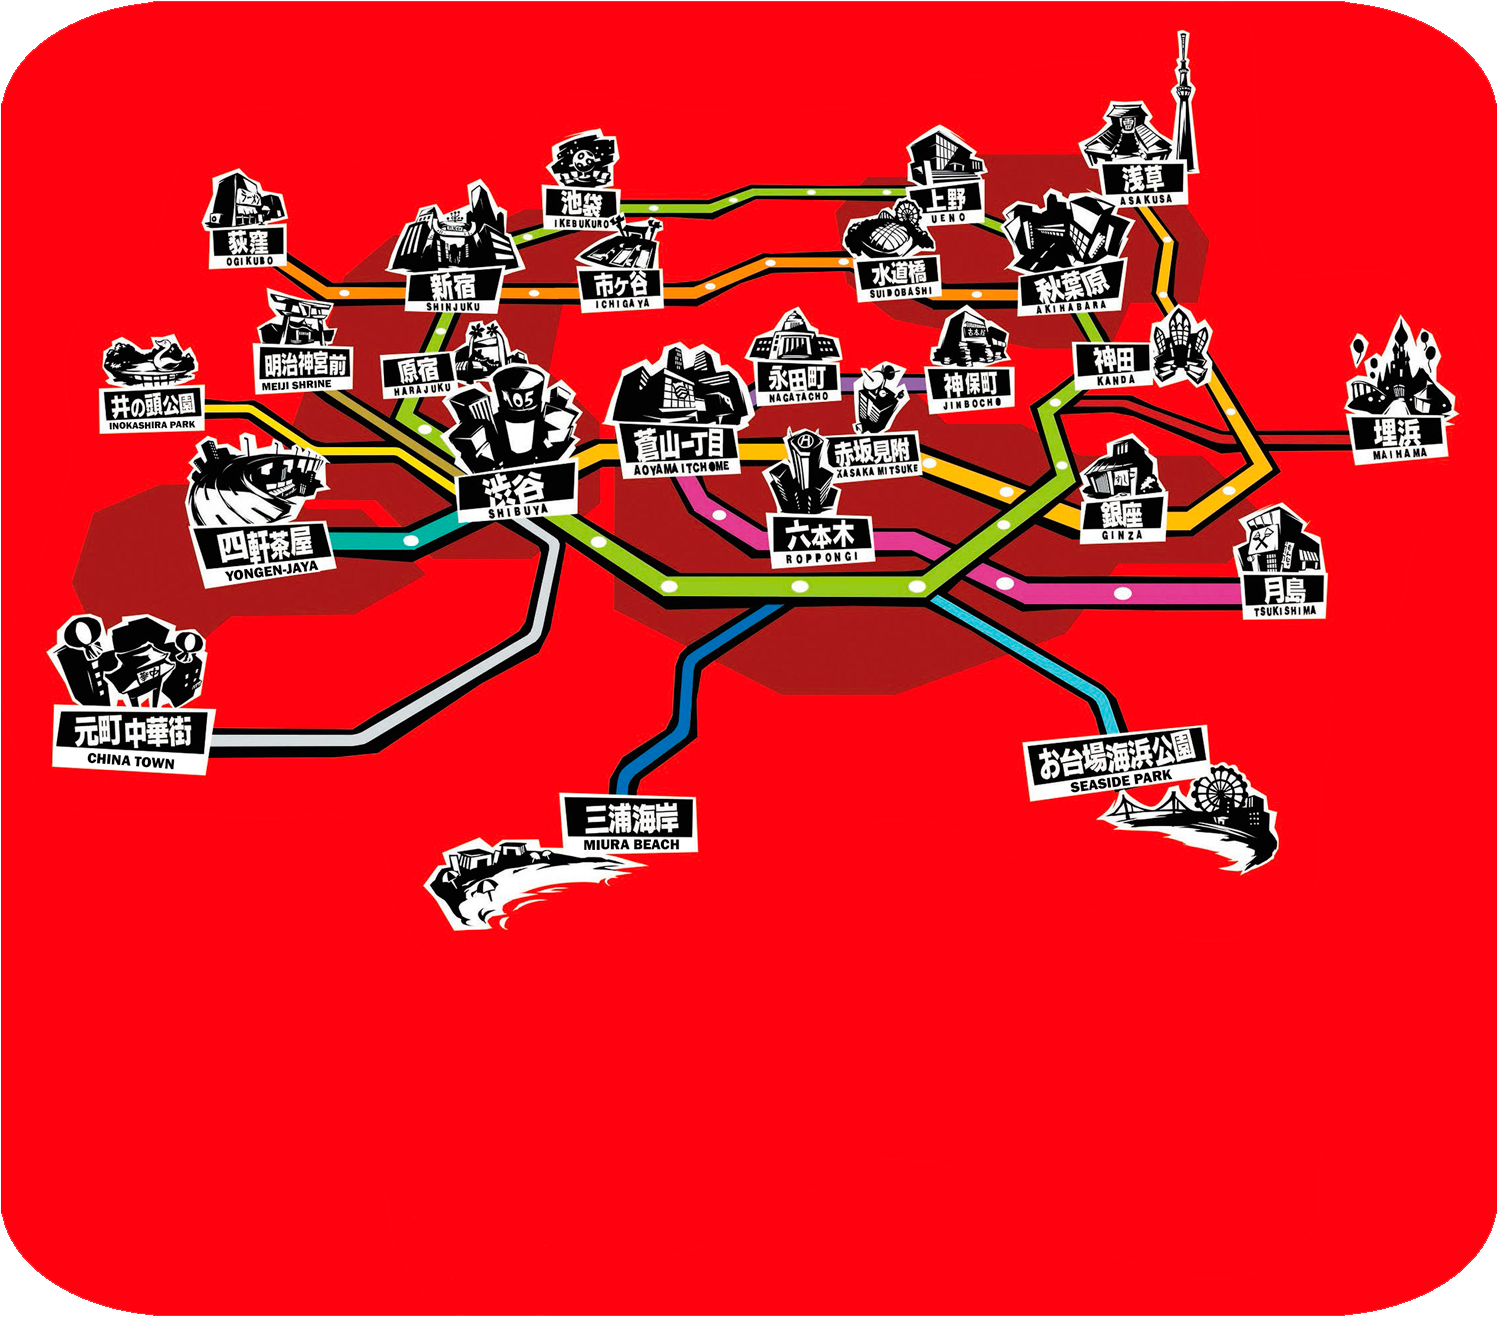 浅草
ASAKUSA
池袋
IKEBUKURO
上野
UENO
荻窪
OGIKUBO
新宿
SHINJUKU
市ヶ谷
ICHIGAYA
水道橋
SUIDOBASHI
秋葉原
AKIHABARA
明治神宮前
MEIJI SHRINE
原宿
HARAJUKU
永田町
NAGATACHO
神保町
JINBOCHO
神田
KANDA
井の頭公園
INOKASHIRA PARK
105
蒼山一丁目
AOYAMA ITCHOME
赤坂見附
KASAKA MITSUKE
埋浜
MAIHAMA
渋谷
SHIBUYA
四軒茶屋
YONGEN-JAYA
六本木
ROPPONGI
銀座
GINZA
月島
TSUKISHIMA
元町中華街
CHINA TOWN
お台場海浜公園
SEASIDE PARK
三浦海岸
MIURA BEACH